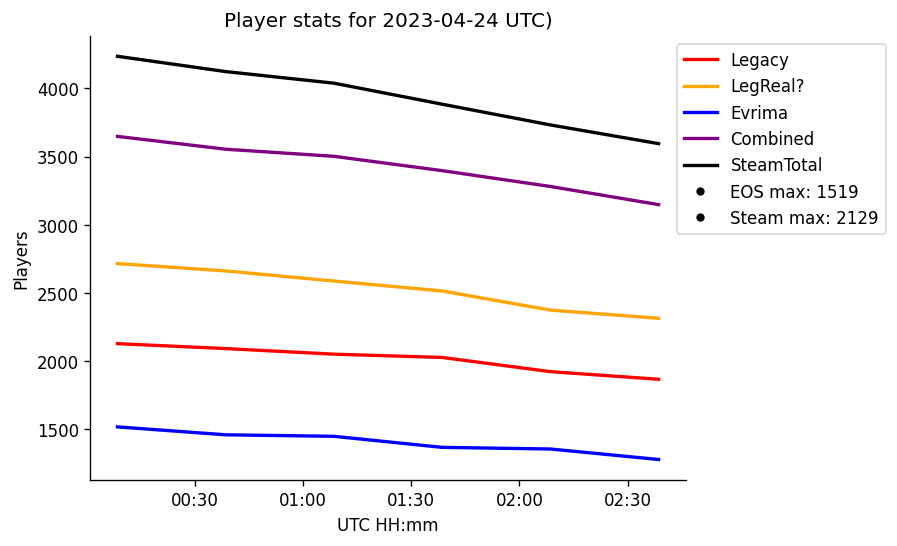 Player stats for 2023-04-24 UTC)
Legacy
LegReal?
Evrima
Combined
SteamTotal
EOS max: 1519
Steam max: 2129
4000
3500
3000
2500
2000
1500
Players
00:30 01:00 01:30 02:00 02:30
UTC HH:mm